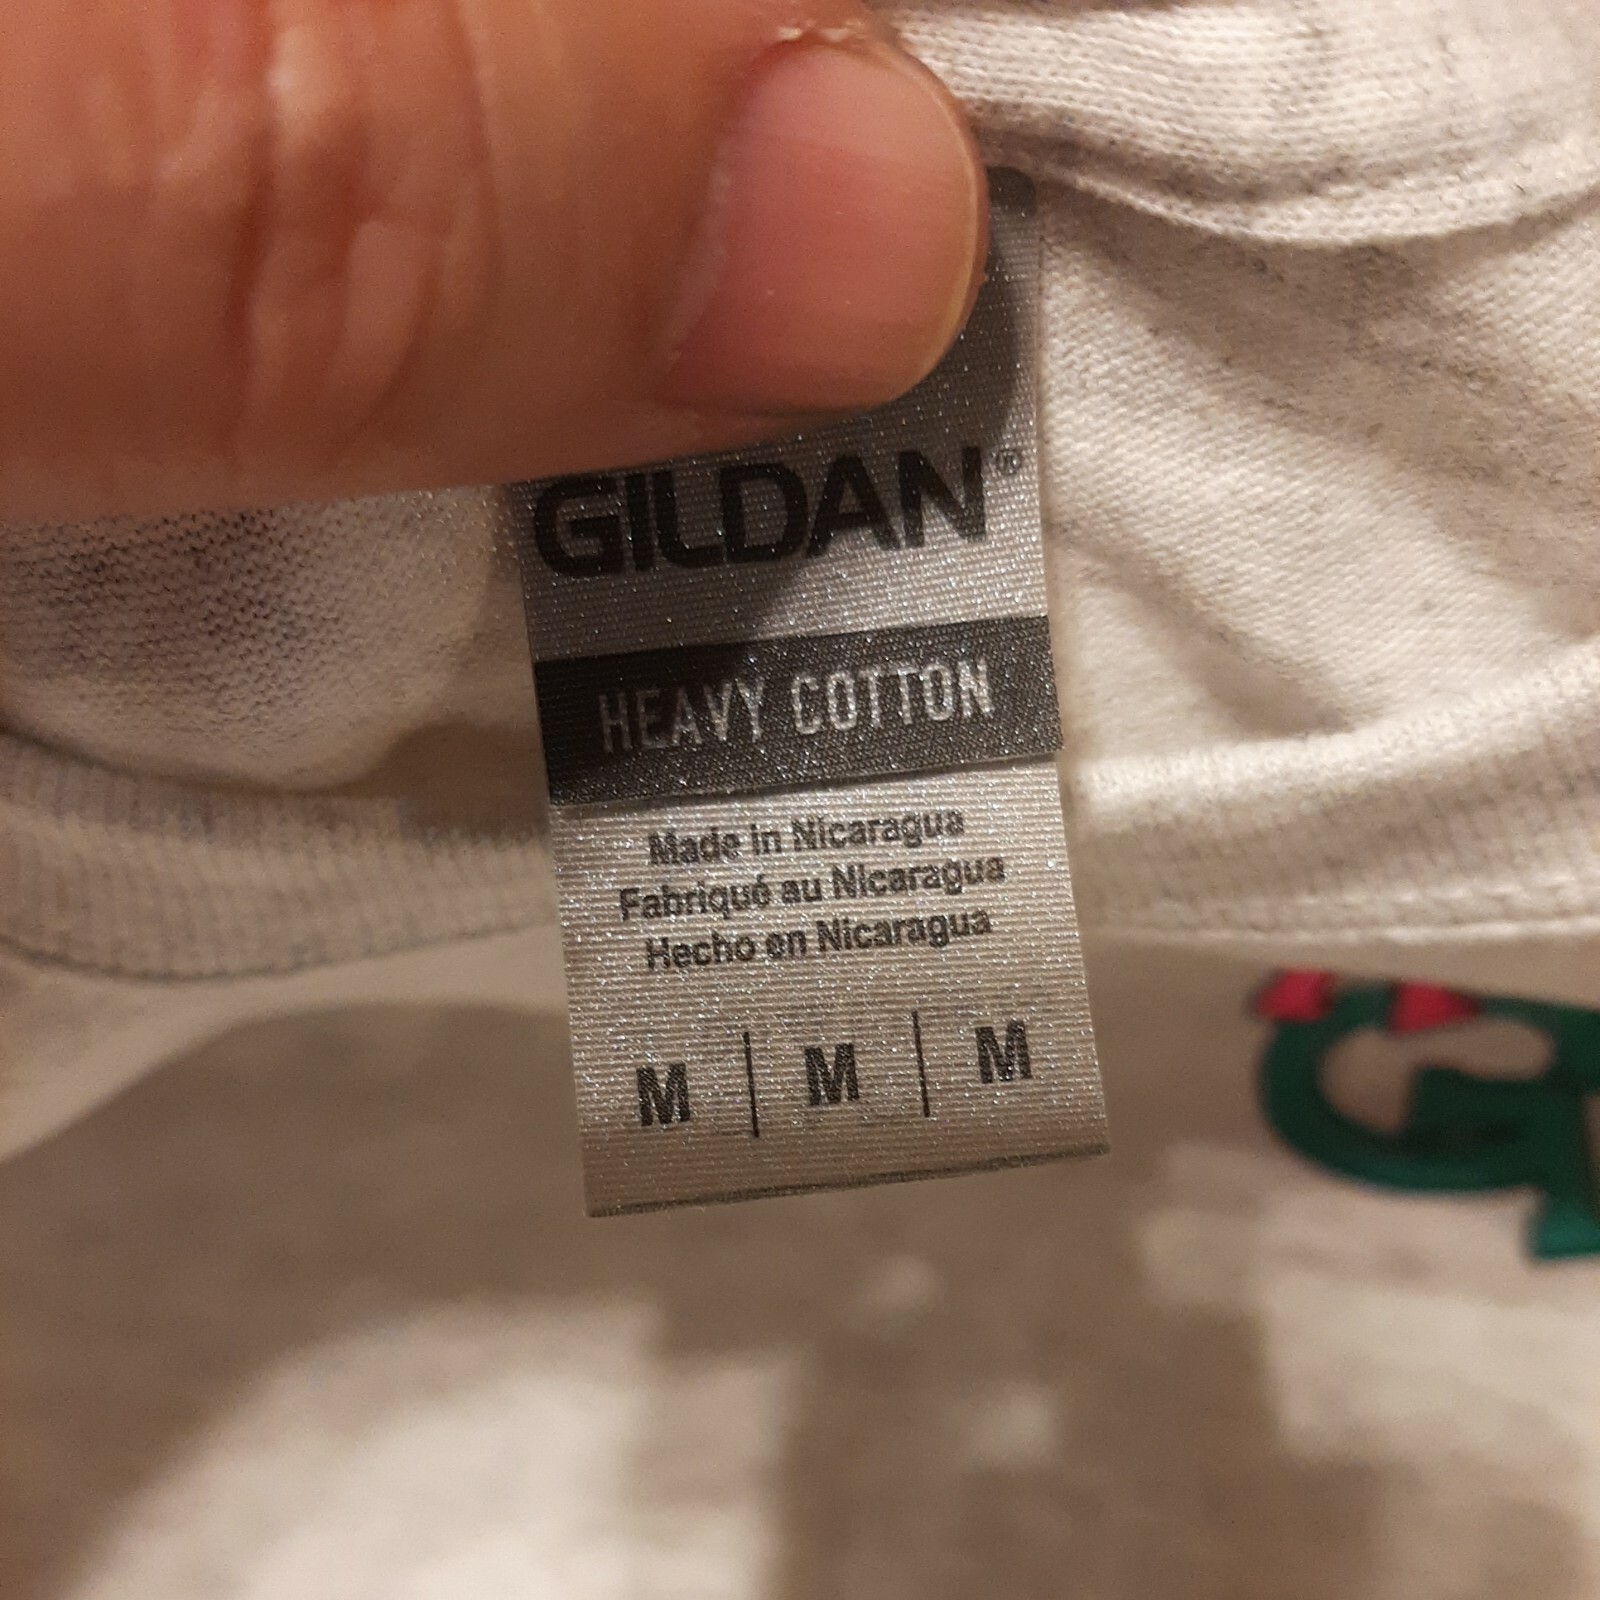 GILDAN®
HEAVY COTTON
Made in Nicaragua
Fabriqué au Nicaragua
Hecho en Nicaragua
M | M | M
G